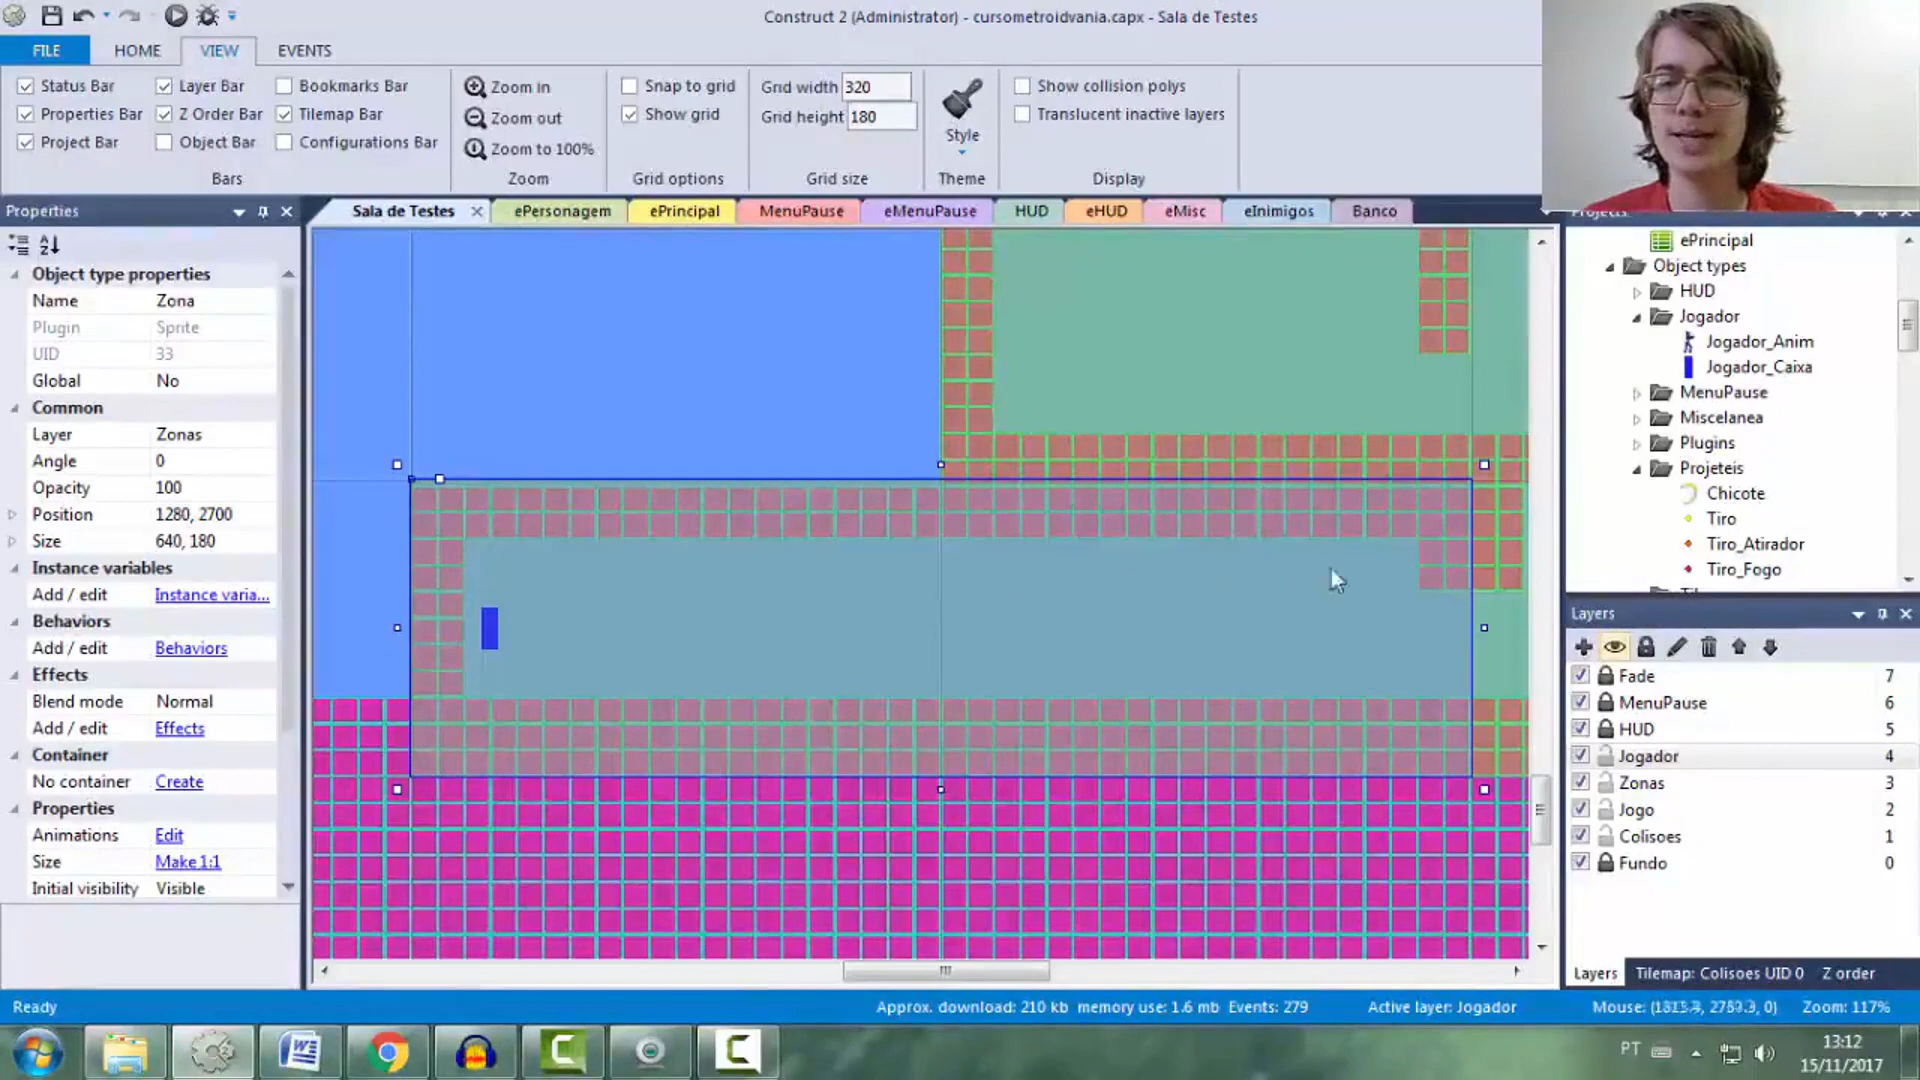 Construct 2 (Administrator) - cursometroidvania.capx - Sala de Testes
FILE
HOME
VIEW
EVENTS
Status Bar
Layer Bar
Bookmarks Bar
Properties Bar
Z Order Bar
Tilemap Bar
Project Bar
Object Bar
Configurations Bar
Bars
Zoom in
Zoom out
Zoom to 100%
Zoom
Snap to grid
Show grid
Grid options
Grid width 320
Grid height 180
Grid size
Style
Theme
Show collision polys
Translucent inactive layers
Display
Properties
Sala de Testes
ePersonagem
ePrincipal
MenuPause
eMenuPause
HUD
eHUD
eMisc
eInimigos
Banco
Object type properties
Name Zona
Plugin Sprite
UID 33
Global No
Common
Layer Zonas
Angle 0
Opacity 100
Position 1280, 2700
Size 640, 180
Instance variables
Add / edit Instance varia...
Behaviors
Add / edit Behaviors
Effects
Blend mode Normal
Add / edit Effects
Container
No container Create
Properties
Animations Edit
Size Make 1:1
Initial visibility Visible
ePrincipal
Object types
HUD
Jogador
Jogador_Anim
Jogador_Caixa
MenuPause
Miscelanea
Plugins
Projeteis
Chicote
Tiro
Tiro_Atirador
Tiro_Fogo
Layers
Fade 7
MenuPause 6
HUD 5
Jogador 4
Zonas 3
Jogo 2
Colisoes 1
Fundo 0
Layers
Tilemap: Colisoes UID 0
Z order
Ready
Approx. download: 210 kb
memory use: 1.6 mb
Events: 279
Active layer: Jogador
Zoom: 117%
PT
13:12
15/11/2017